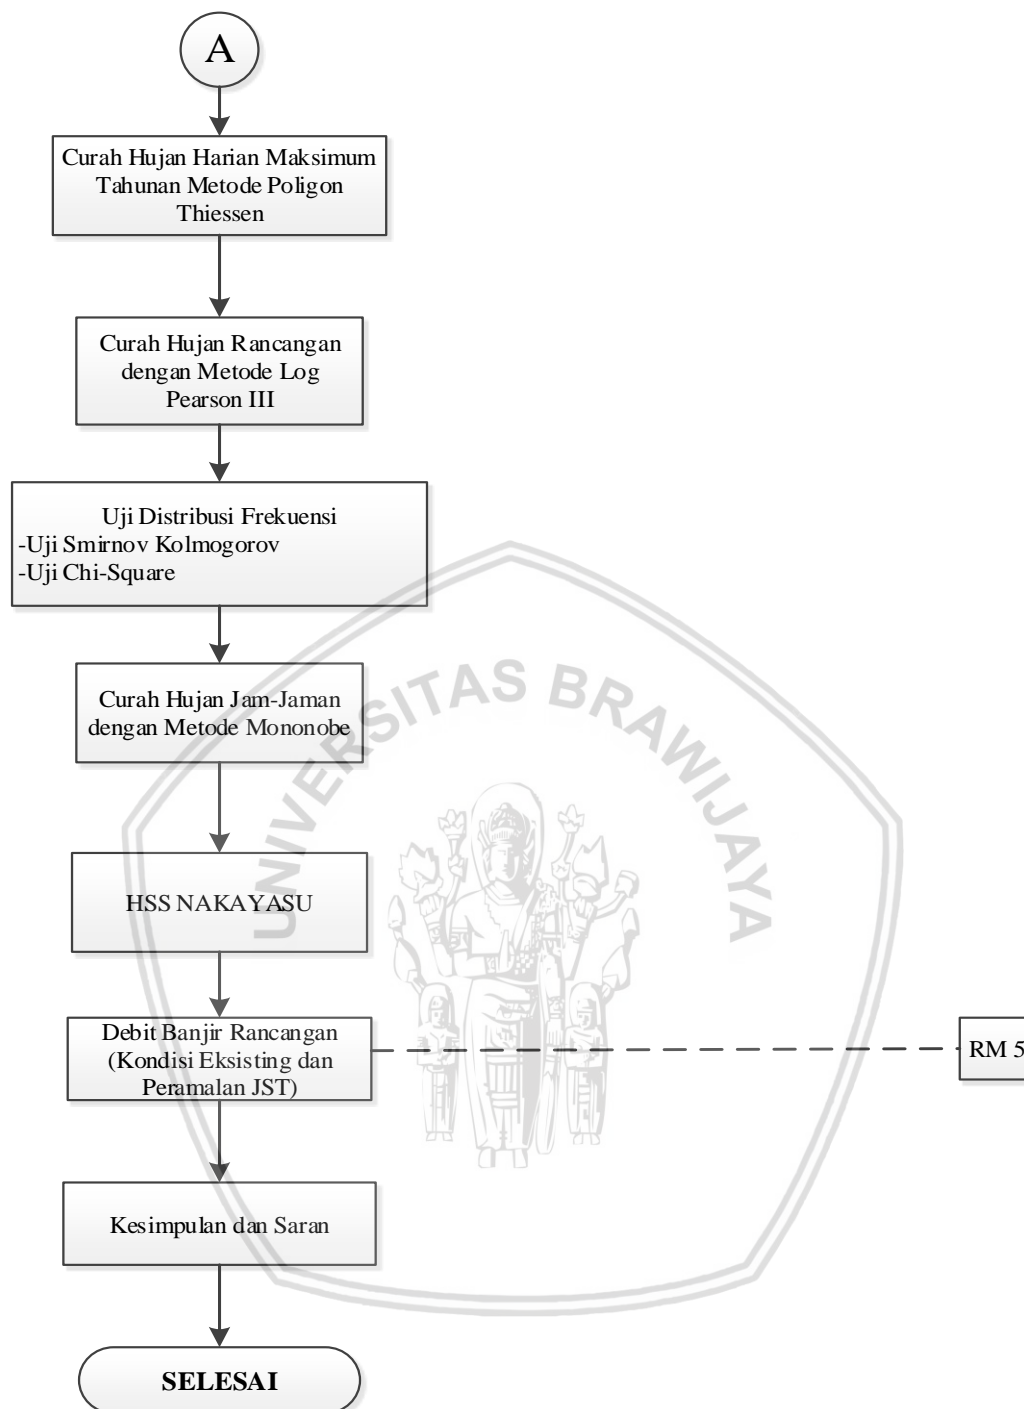 A
Curah Hujan Harian Maksimum
Tahunan Metode Poligon
Thiessen
Curah Hujan Rancangan
dengan Metode Log
Pearson III
Uji Distribusi Frekuensi
-Uji Smirnov Kolmogorov
-Uji Chi-Square
Curah Hujan Jam-Jaman
dengan Metode Mononobe
HSS NAKAYASU
Debit Banjir Rancangan
(Kondisi Eksisting dan
Peramalan JST)
RM 5
Kesimpulan dan Saran
SELESAI
UNIVERSITAS BRAWIJAYA